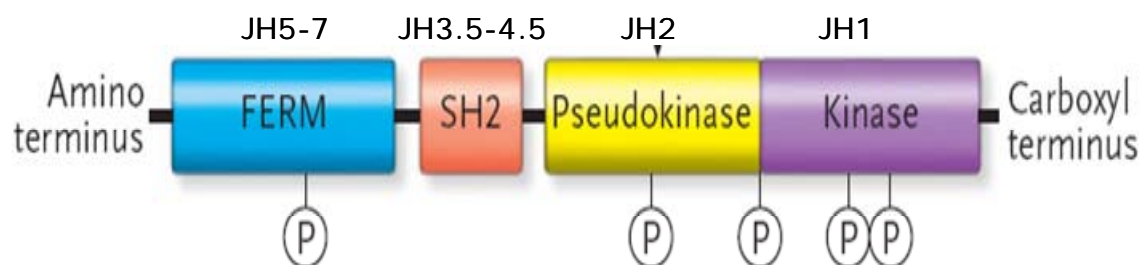 JH5-7 JH3.5-4.5 JH2 JH1
Amino
terminus
FERM SH2 Pseudokinase Kinase
Carboxyl
terminus
P P P P P